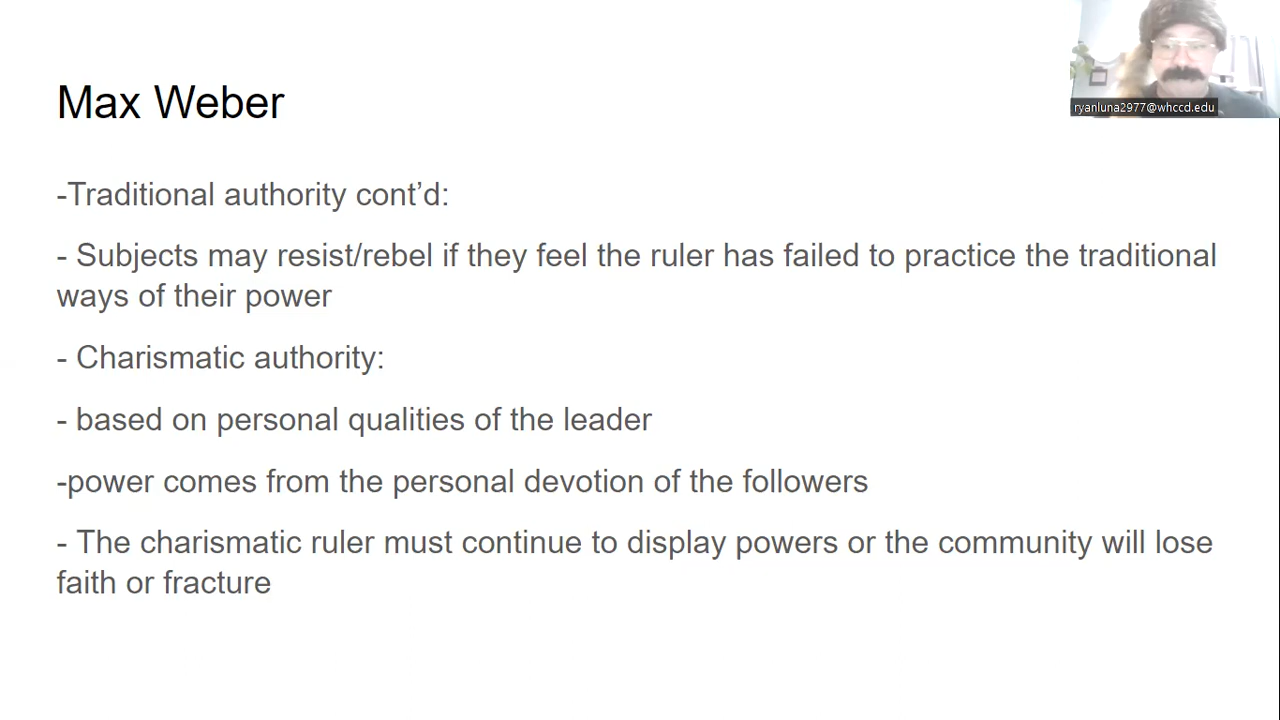 ryanluna2977@whccd.edu
Max Weber
-Traditional authority cont’d:
- Subjects may resist/rebel if they feel the ruler has failed to practice the traditional
ways of their power
- Charismatic authority:
- based on personal qualities of the leader
-power comes from the personal devotion of the followers
- The charismatic ruler must continue to display powers or the community will lose
faith or fracture